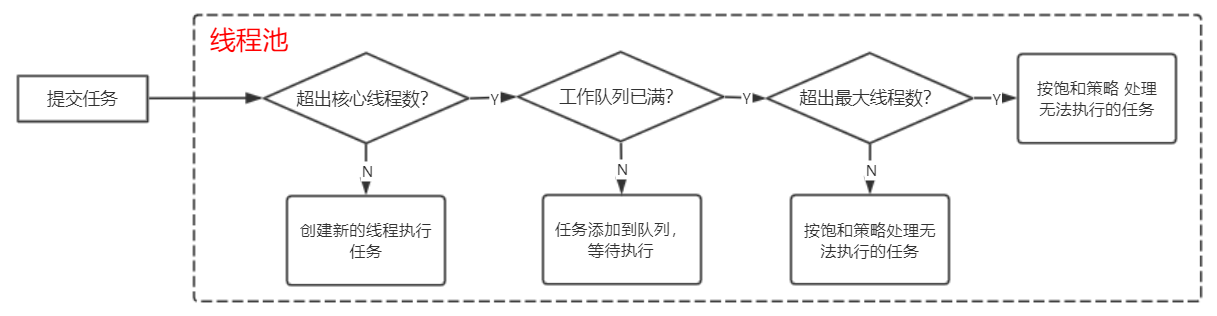 线程池
提交任务
超出核心线程数？
Y
工作队列已满？
Y
超出最大线程数？
Y
按饱和策略 处理
无法执行的任务
N
N
N
创建新的线程执行
任务
任务添加到队列，
等待执行
按饱和策略处理无
法执行的任务